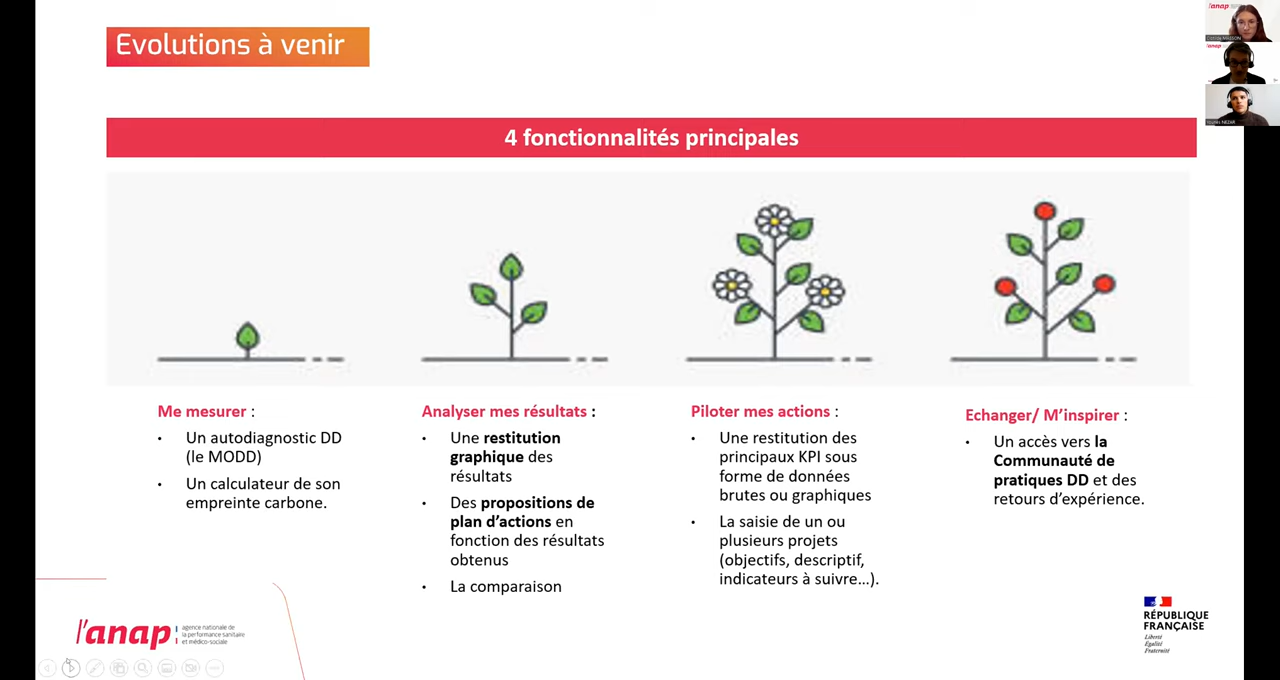 Evolutions à venir
4 fonctionnalités principales
Me mesurer :
• Un autodiagnostic DD
(le MODD)
• Un calculateur de son
empreinte carbone.
Analyser mes résultats :
• Une restitution
graphique des
résultats
• Des propositions de
plan d’actions en
fonction des résultats
obtenus
• La comparaison
Piloter mes actions :
• Une restitution des
principaux KPI sous
forme de données
brutes ou graphiques
• La saisie de un ou
plusieurs projets
(objectifs, descriptif,
indicateurs à suivre…).
Echanger/ M’inspirer :
• Un accès vers la
Communauté de
pratiques DD et des
retours d’expérience.
l'anap
agence nationale de
la performance sanitaire
et médico-sociale
RÉPUBLIQUE
FRANÇAISE
Liberté
Égalité
Fraternité
l'anap
MASSON
l'anap
NEZAR